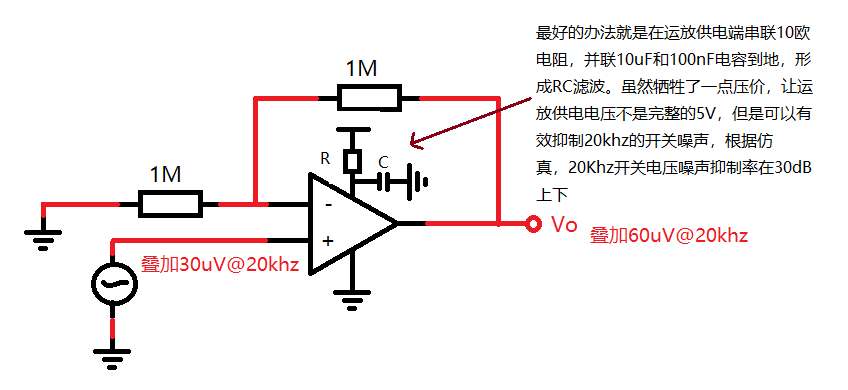 最好的办法就是在运放供电端串联10欧
电阻，并联10uF和100nF电容到地，形
成RC滤波。虽然牺牲了一点压价，让运
放供电电压不是完整的5V，但是可以有
效抑制20khz的开关噪声，根据仿
真，20Khz开关电压噪声抑制率在30dB
上下
1M
R
C
1M
-
+
Vo
叠加60uV@20khz
叠加30uV@20khz